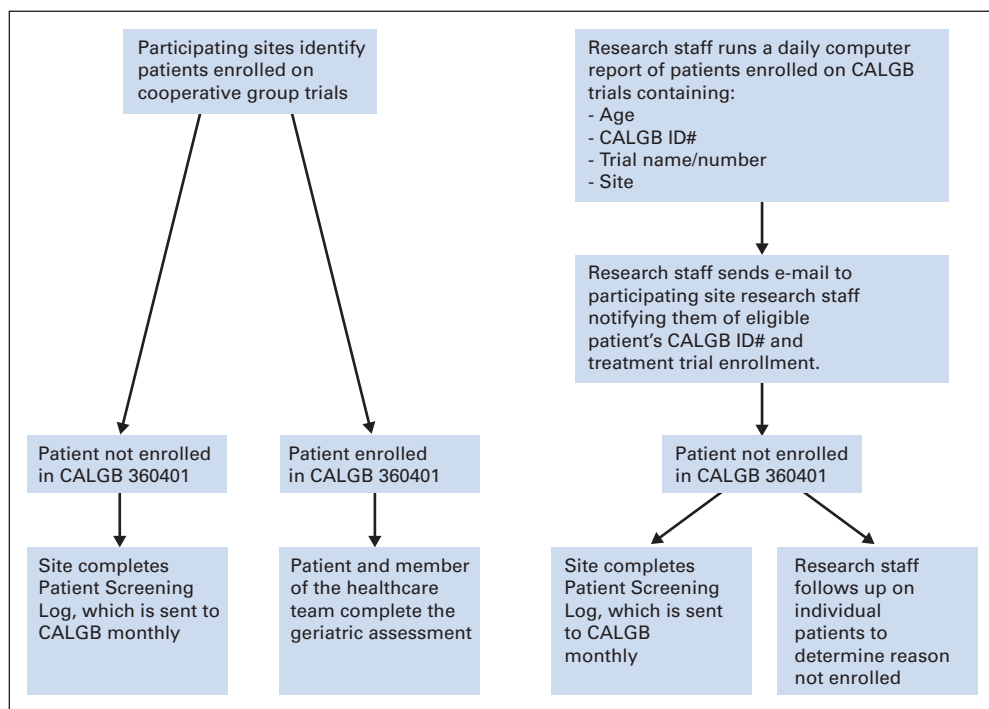 Participating sites identify
patients enrolled on
cooperative group trials
Patient not enrolled
in CALGB 360401
Patient enrolled
in CALGB 360401
Site completes
Patient Screening
Log, which is sent to
CALGB monthly
Patient and member
of the healthcare
team complete the
geriatric assessment
Research staff runs a daily computer
report of patients enrolled on CALGB
trials containing:
- Age
- CALGB ID#
- Trial name/number
- Site
Research staff sends e-mail to
participating site research staff
notifying them of eligible
patient’s CALGB ID# and
treatment trial enrollment.
Patient not enrolled
in CALGB 360401
Site completes
Patient Screening
Log, which is sent
to CALGB
monthly
Research staff
follows up on
individual
patients to
determine reason
not enrolled